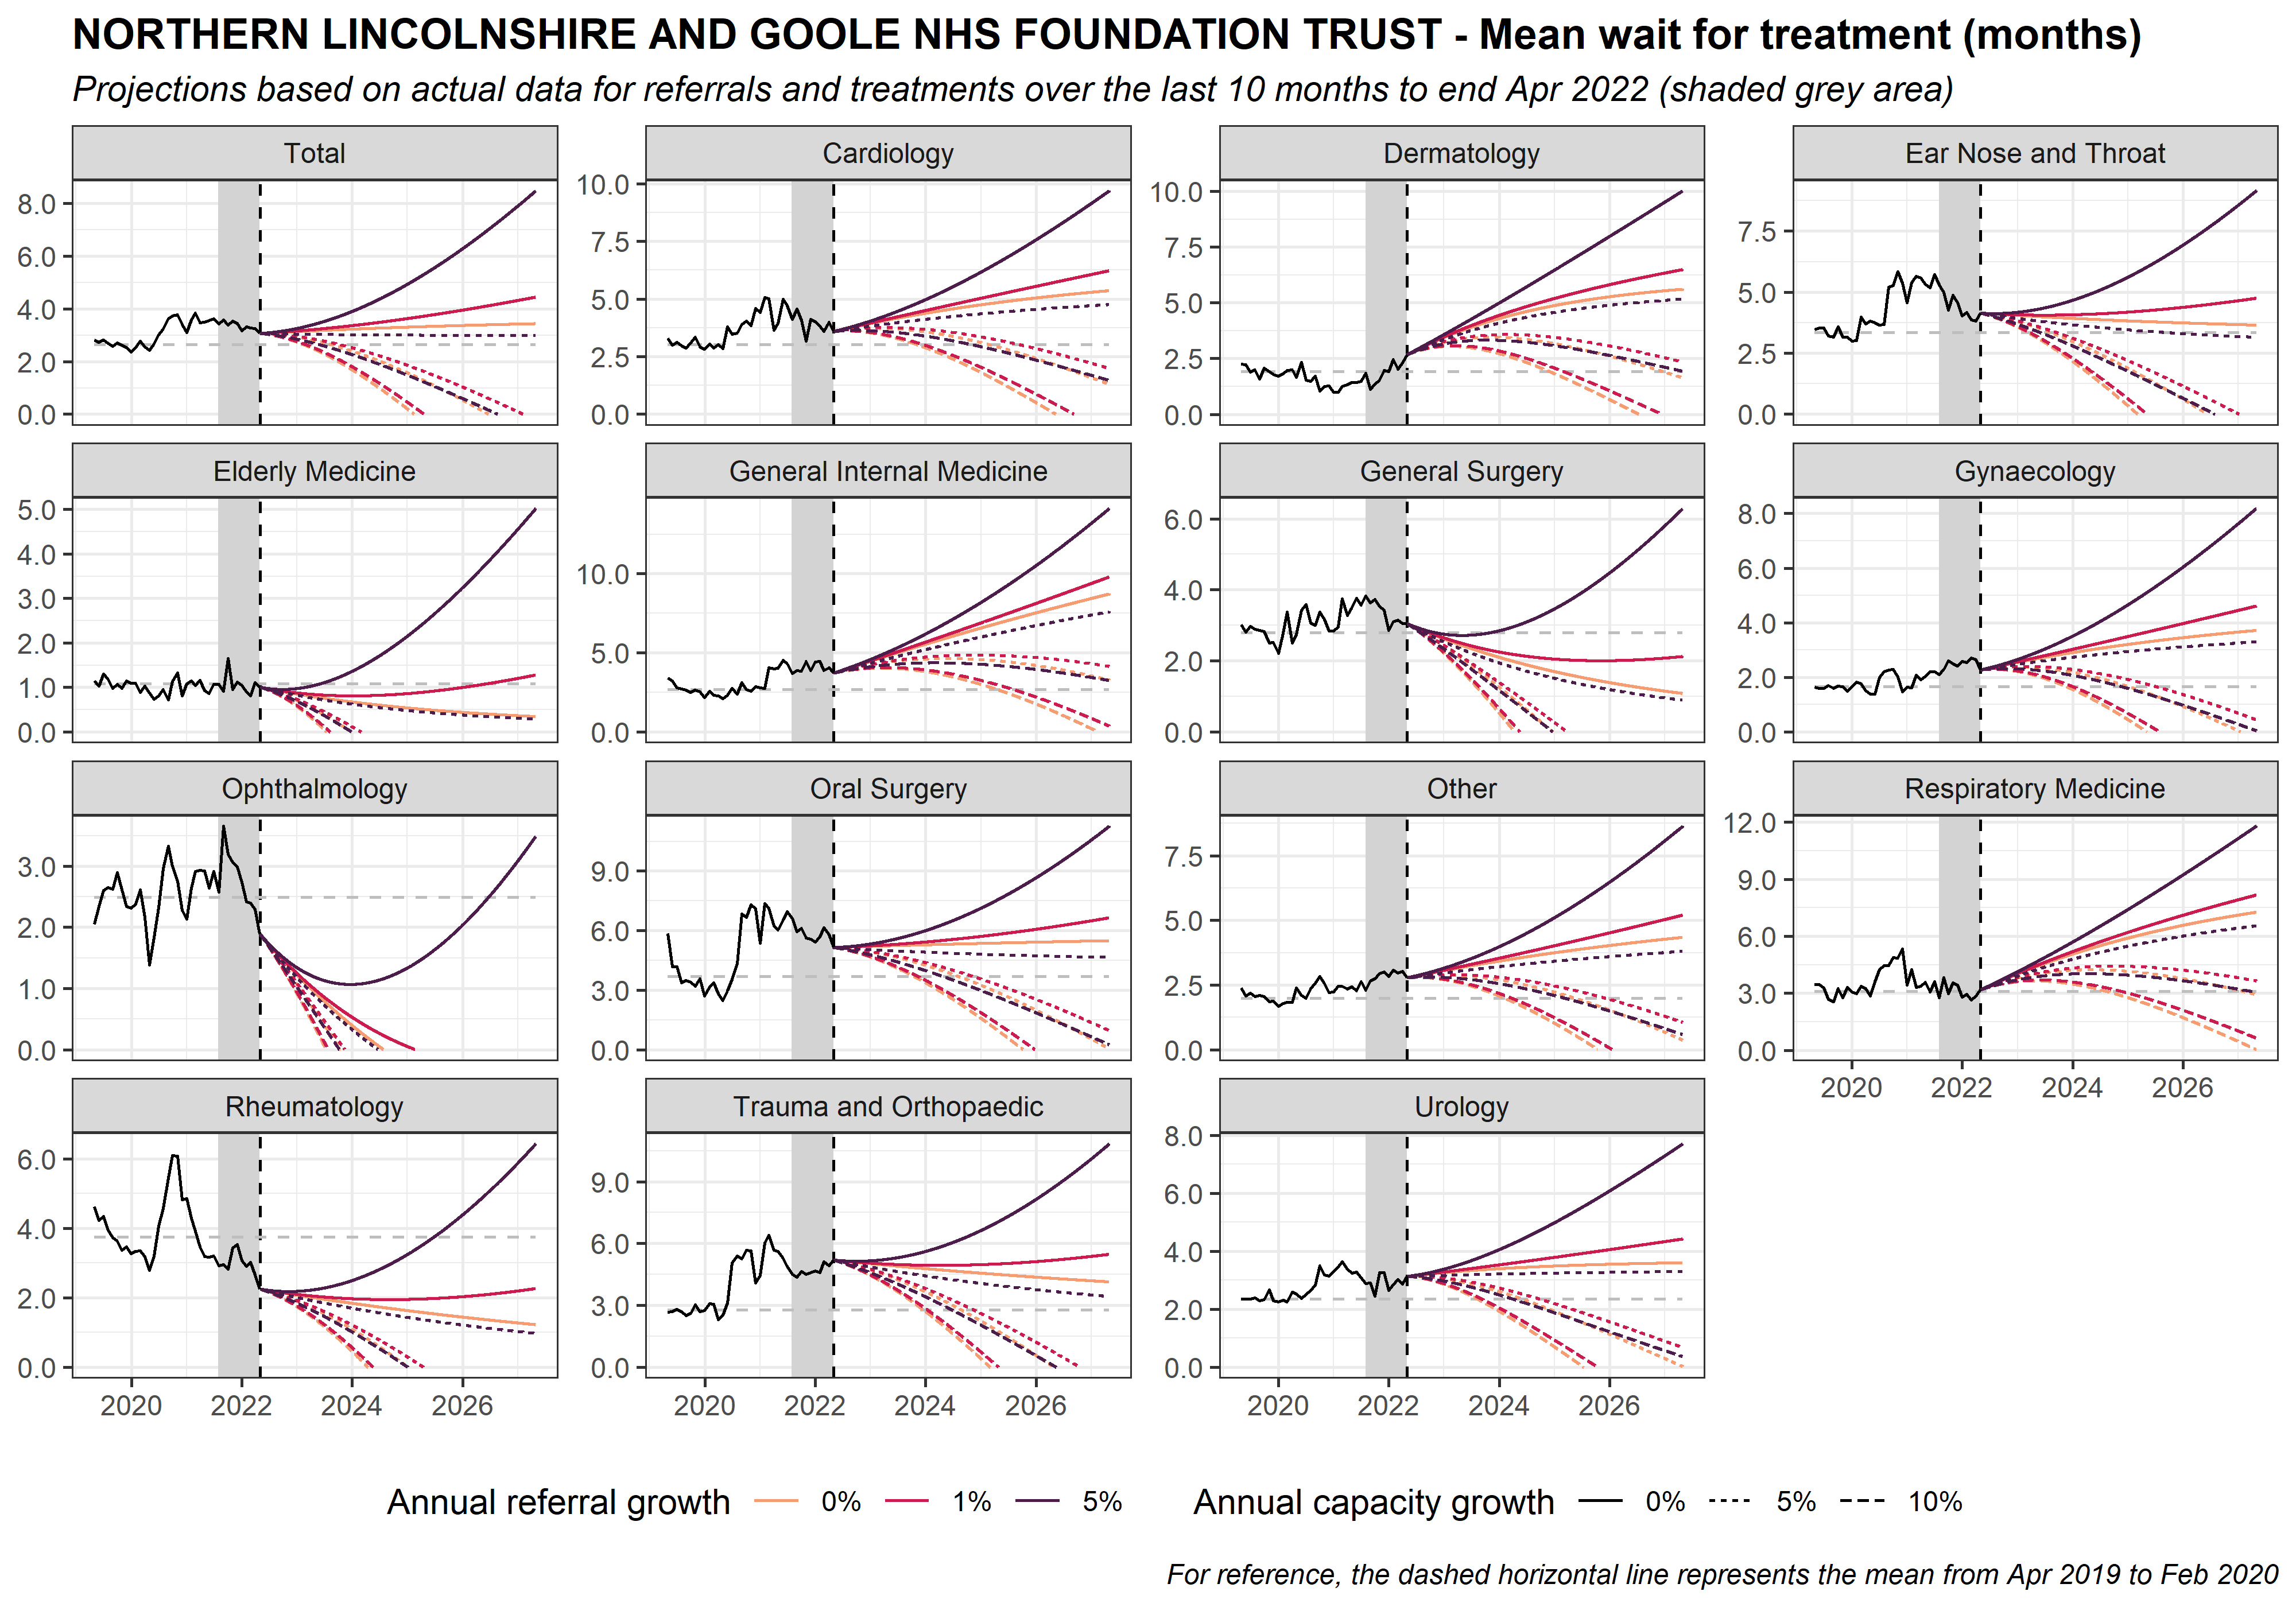 NORTHERN LINCOLNSHIRE AND GOOLE NHS FOUNDATION TRUST - Mean wait for treatment (months)
Projections based on actual data for referrals and treatments over the last 10 months to end Apr 2022 (shaded grey area)
Total
Cardiology
Dermatology
Ear Nose and Throat
8.0
6.0
4.0
2.0
0.0
10.0
7.5
5.0
2.5
0.0
10.0
7.5
5.0
2.5
0.0
7.5
5.0
2.5
0.0
Elderly Medicine
General Internal Medicine
General Surgery
Gynaecology
5.0
4.0
3.0
2.0
1.0
0.0
10.0
5.0
0.0
6.0
4.0
2.0
0.0
8.0
6.0
4.0
2.0
0.0
Ophthalmology
Oral Surgery
Other
Respiratory Medicine
3.0
2.0
1.0
0.0
9.0
6.0
3.0
0.0
7.5
5.0
2.5
0.0
12.0
9.0
6.0
3.0
0.0
2020 2022 2024 2026
Rheumatology
Trauma and Orthopaedic
Urology
6.0
4.0
2.0
0.0
9.0
6.0
3.0
0.0
8.0
6.0
4.0
2.0
0.0
2020 2022 2024 2026
2020 2022 2024 2026
2020 2022 2024 2026
Annual referral growth 0% 1% 5%
Annual capacity growth 0% 5% 10%
For reference, the dashed horizontal line represents the mean from Apr 2019 to Feb 2020